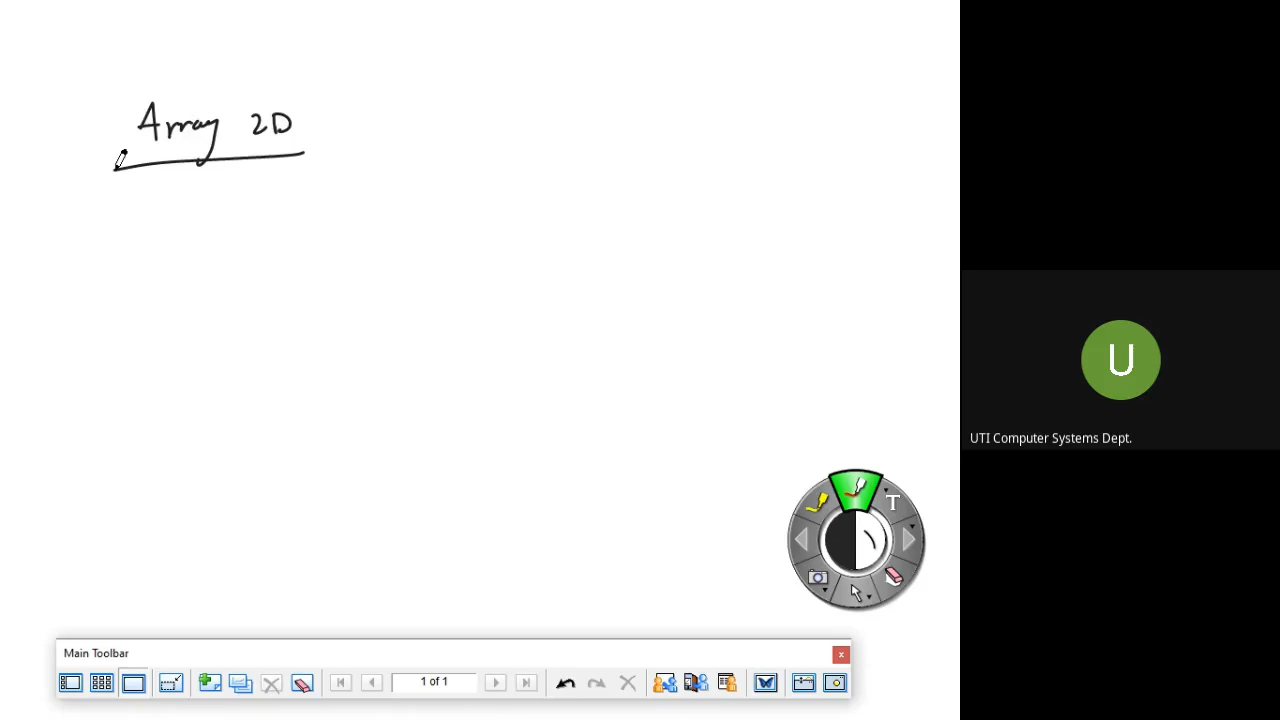 Array 2D
U
UTI Computer Systems Dept.
T
Main Toolbar
x
1 of 1